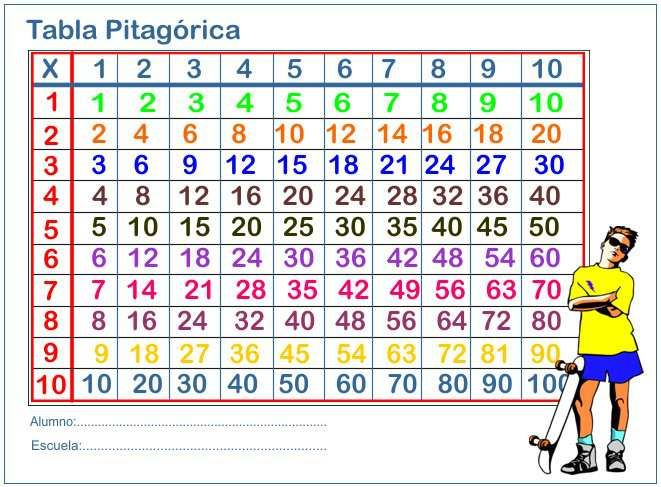 Tabla Pitagórica
X 1 2 3 4 5 6 7 8 9 10
1 1 2 3 4 5 6 7 8 9 10
2 2 4 6 8 10 12 14 16 18 20
3 3 6 9 12 15 18 21 24 27 30
4 4 8 12 16 20 24 28 32 36 40
5 5 10 15 20 25 30 35 40 45 50
6 6 12 18 24 30 36 42 48 54 60
7 7 14 21 28 35 42 49 56 63 70
8 8 16 24 32 40 48 56 64 72 80
9 9 18 27 36 45 54 63 72 81 90
10 10 20 30 40 50 60 70 80 90 100
Alumno:......................................................................
Escuela:....................................................................